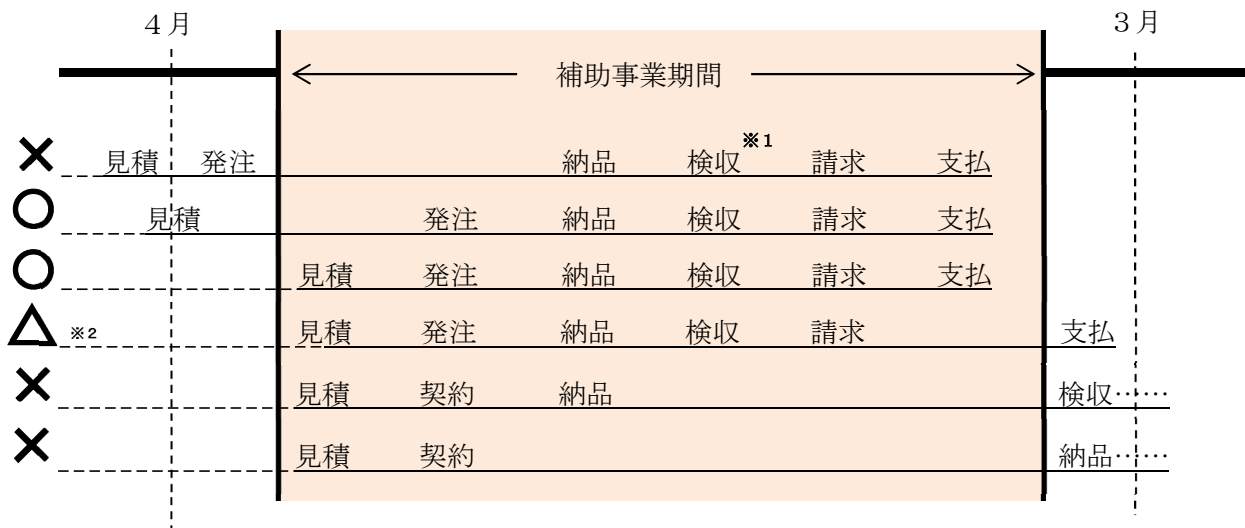 ４月
３月
補助事業期間
× 見積 発注 納品 検収※1 請求 支払
○ 見積 発注 納品 検収 請求 支払
○ 見積 発注 納品 検収 請求 支払
△ ※2 見積 発注 納品 検収 請求 支払
× 見積 契約 納品 検収……
× 見積 契約 納品……